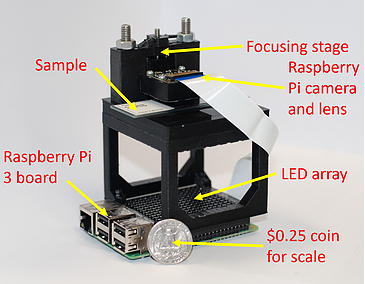 Focusing stage
Sample
Raspberry
Pi camera
and lens
Raspberry Pi
3 board
LED array
$0.25 coin
for scale